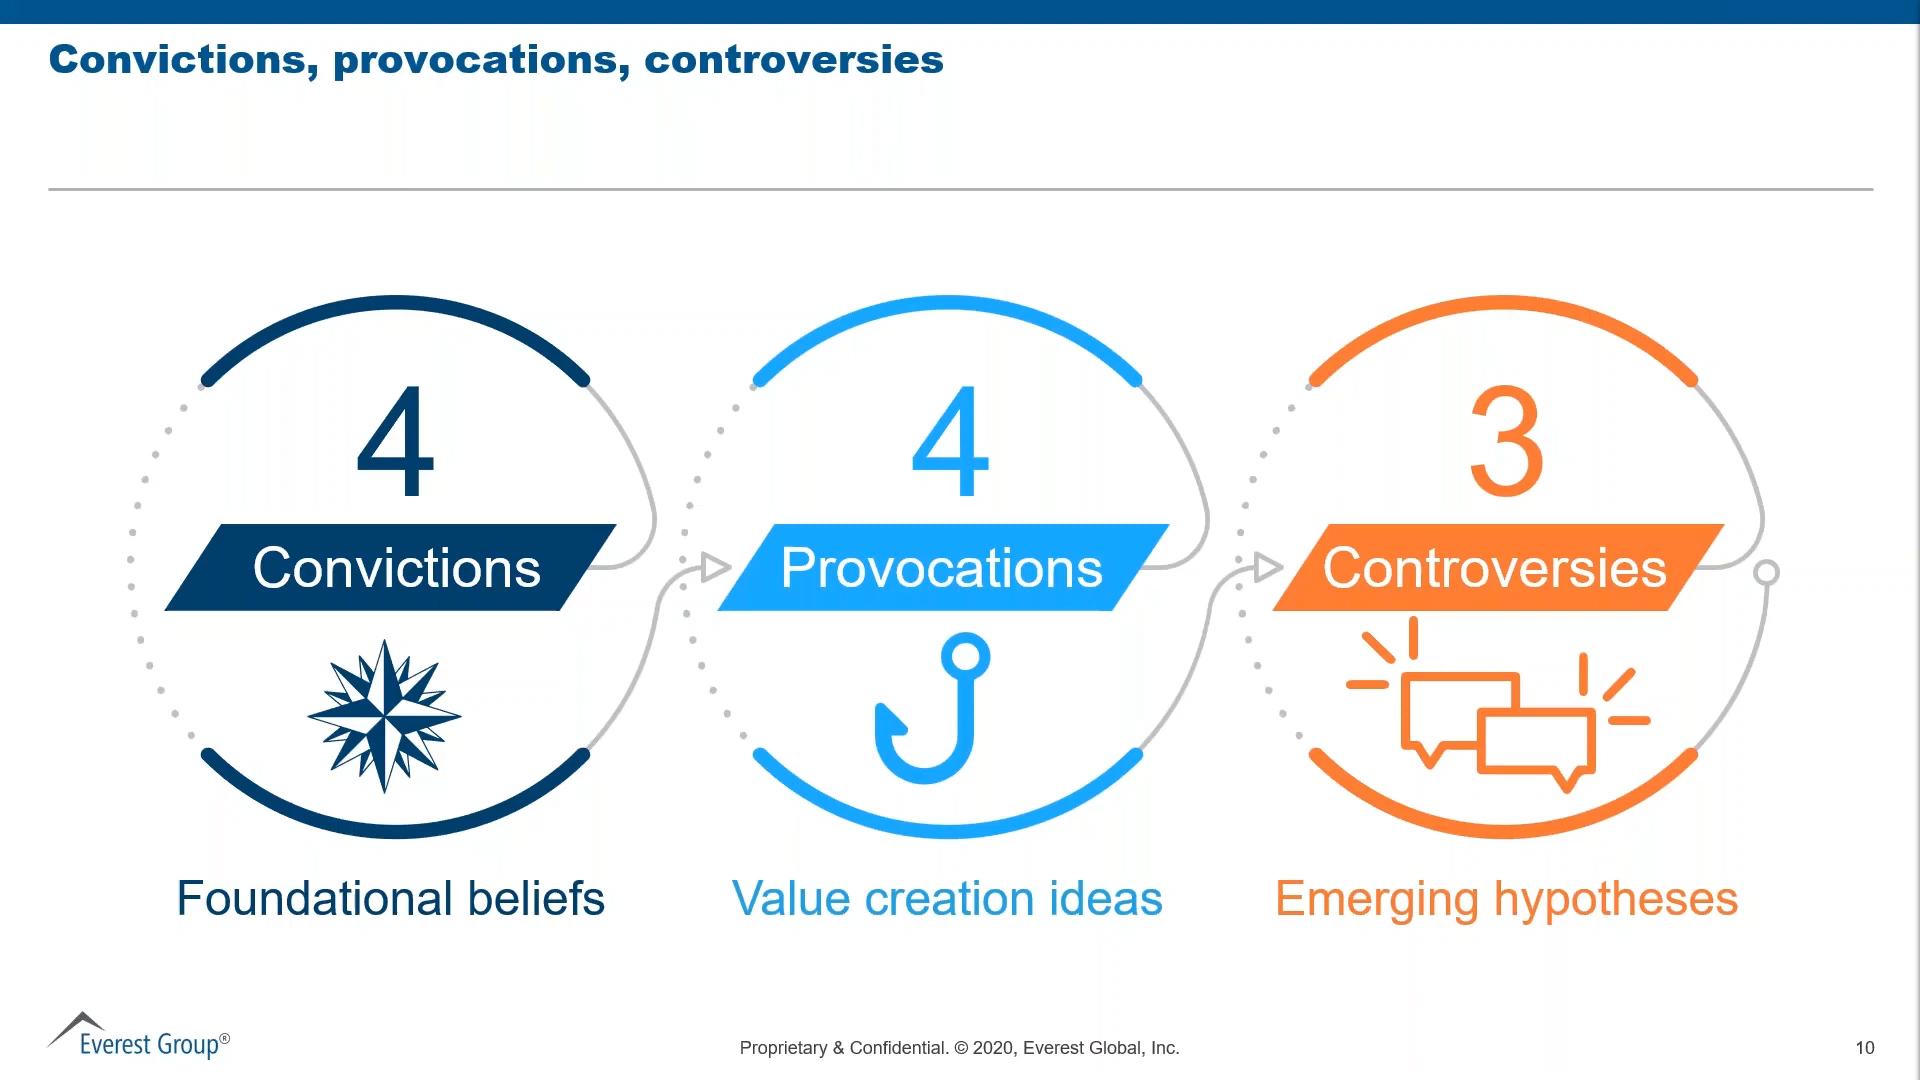 Convictions, provocations, controversies
4
Convictions
Foundational beliefs
4
Provocations
Value creation ideas
3
Controversies
Emerging hypotheses
Everest Group®
Proprietary & Confidential. © 2020, Everest Global, Inc.
10